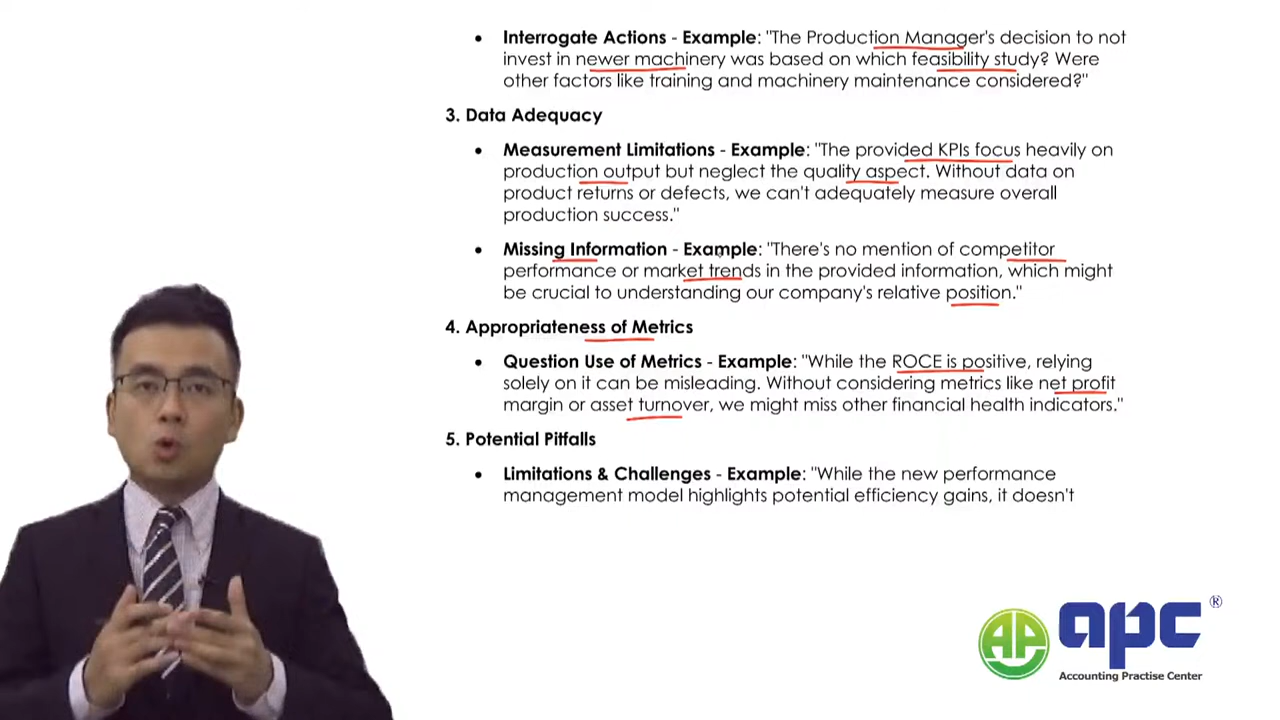 • Interrogate Actions - Example: "The Production Manager's decision to not
invest in newer machinery was based on which feasibility study? Were
other factors like training and machinery maintenance considered?"
3. Data Adequacy
• Measurement Limitations - Example: "The provided KPIs focus heavily on
production output but neglect the quality aspect. Without data on
product returns or defects, we can't adequately measure overall
production success."
• Missing Information - Example: "There's no mention of competitor
performance or market trends in the provided information, which might
be crucial to understanding our company's relative position."
4. Appropriateness of Metrics
• Question Use of Metrics - Example: "While the ROCE is positive, relying
solely on it can be misleading. Without considering metrics like net profit
margin or asset turnover, we might miss other financial health indicators."
5. Potential Pitfalls
• Limitations & Challenges - Example: "While the new performance
management model highlights potential efficiency gains, it doesn't
AP apc ®
Accounting Practise Center